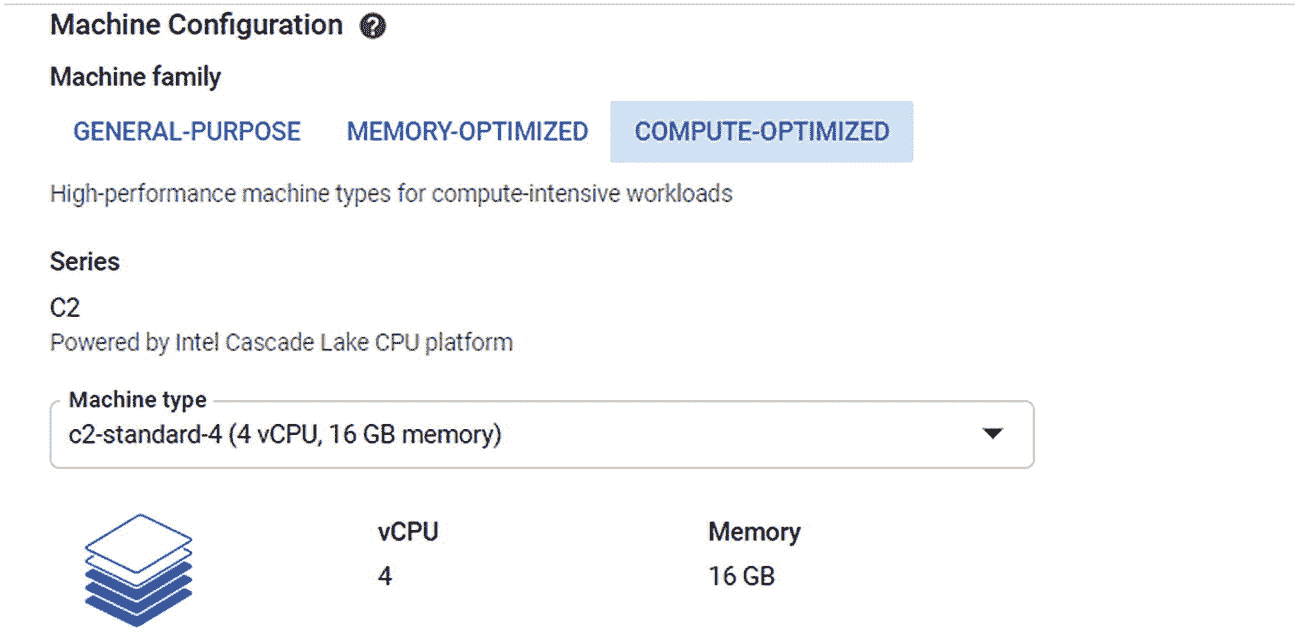 Machine Configuration ?
Machine family
GENERAL-PURPOSE MEMORY-OPTIMIZED COMPUTE-OPTIMIZED
High-performance machine types for compute-intensive workloads
Series
C2
Powered by Intel Cascade Lake CPU platform
Machine type
c2-standard-4 (4 vCPU, 16 GB memory)
vCPU Memory
4 16 GB